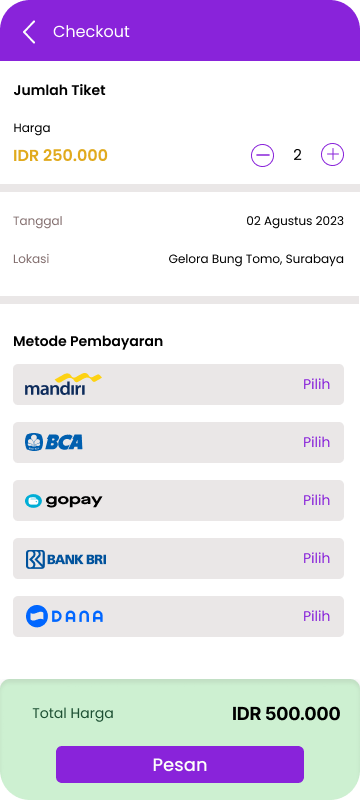 Checkout
Jumlah Tiket
Harga
IDR 250.000
2
Tanggal
02 Agustus 2023
Lokasi
Gelora Bung Tomo, Surabaya
Metode Pembayaran
mandiri
Pilih
BCA
Pilih
gopay
Pilih
BANK BRI
Pilih
DANA
Pilih
Total Harga
IDR 500.000
Pesan